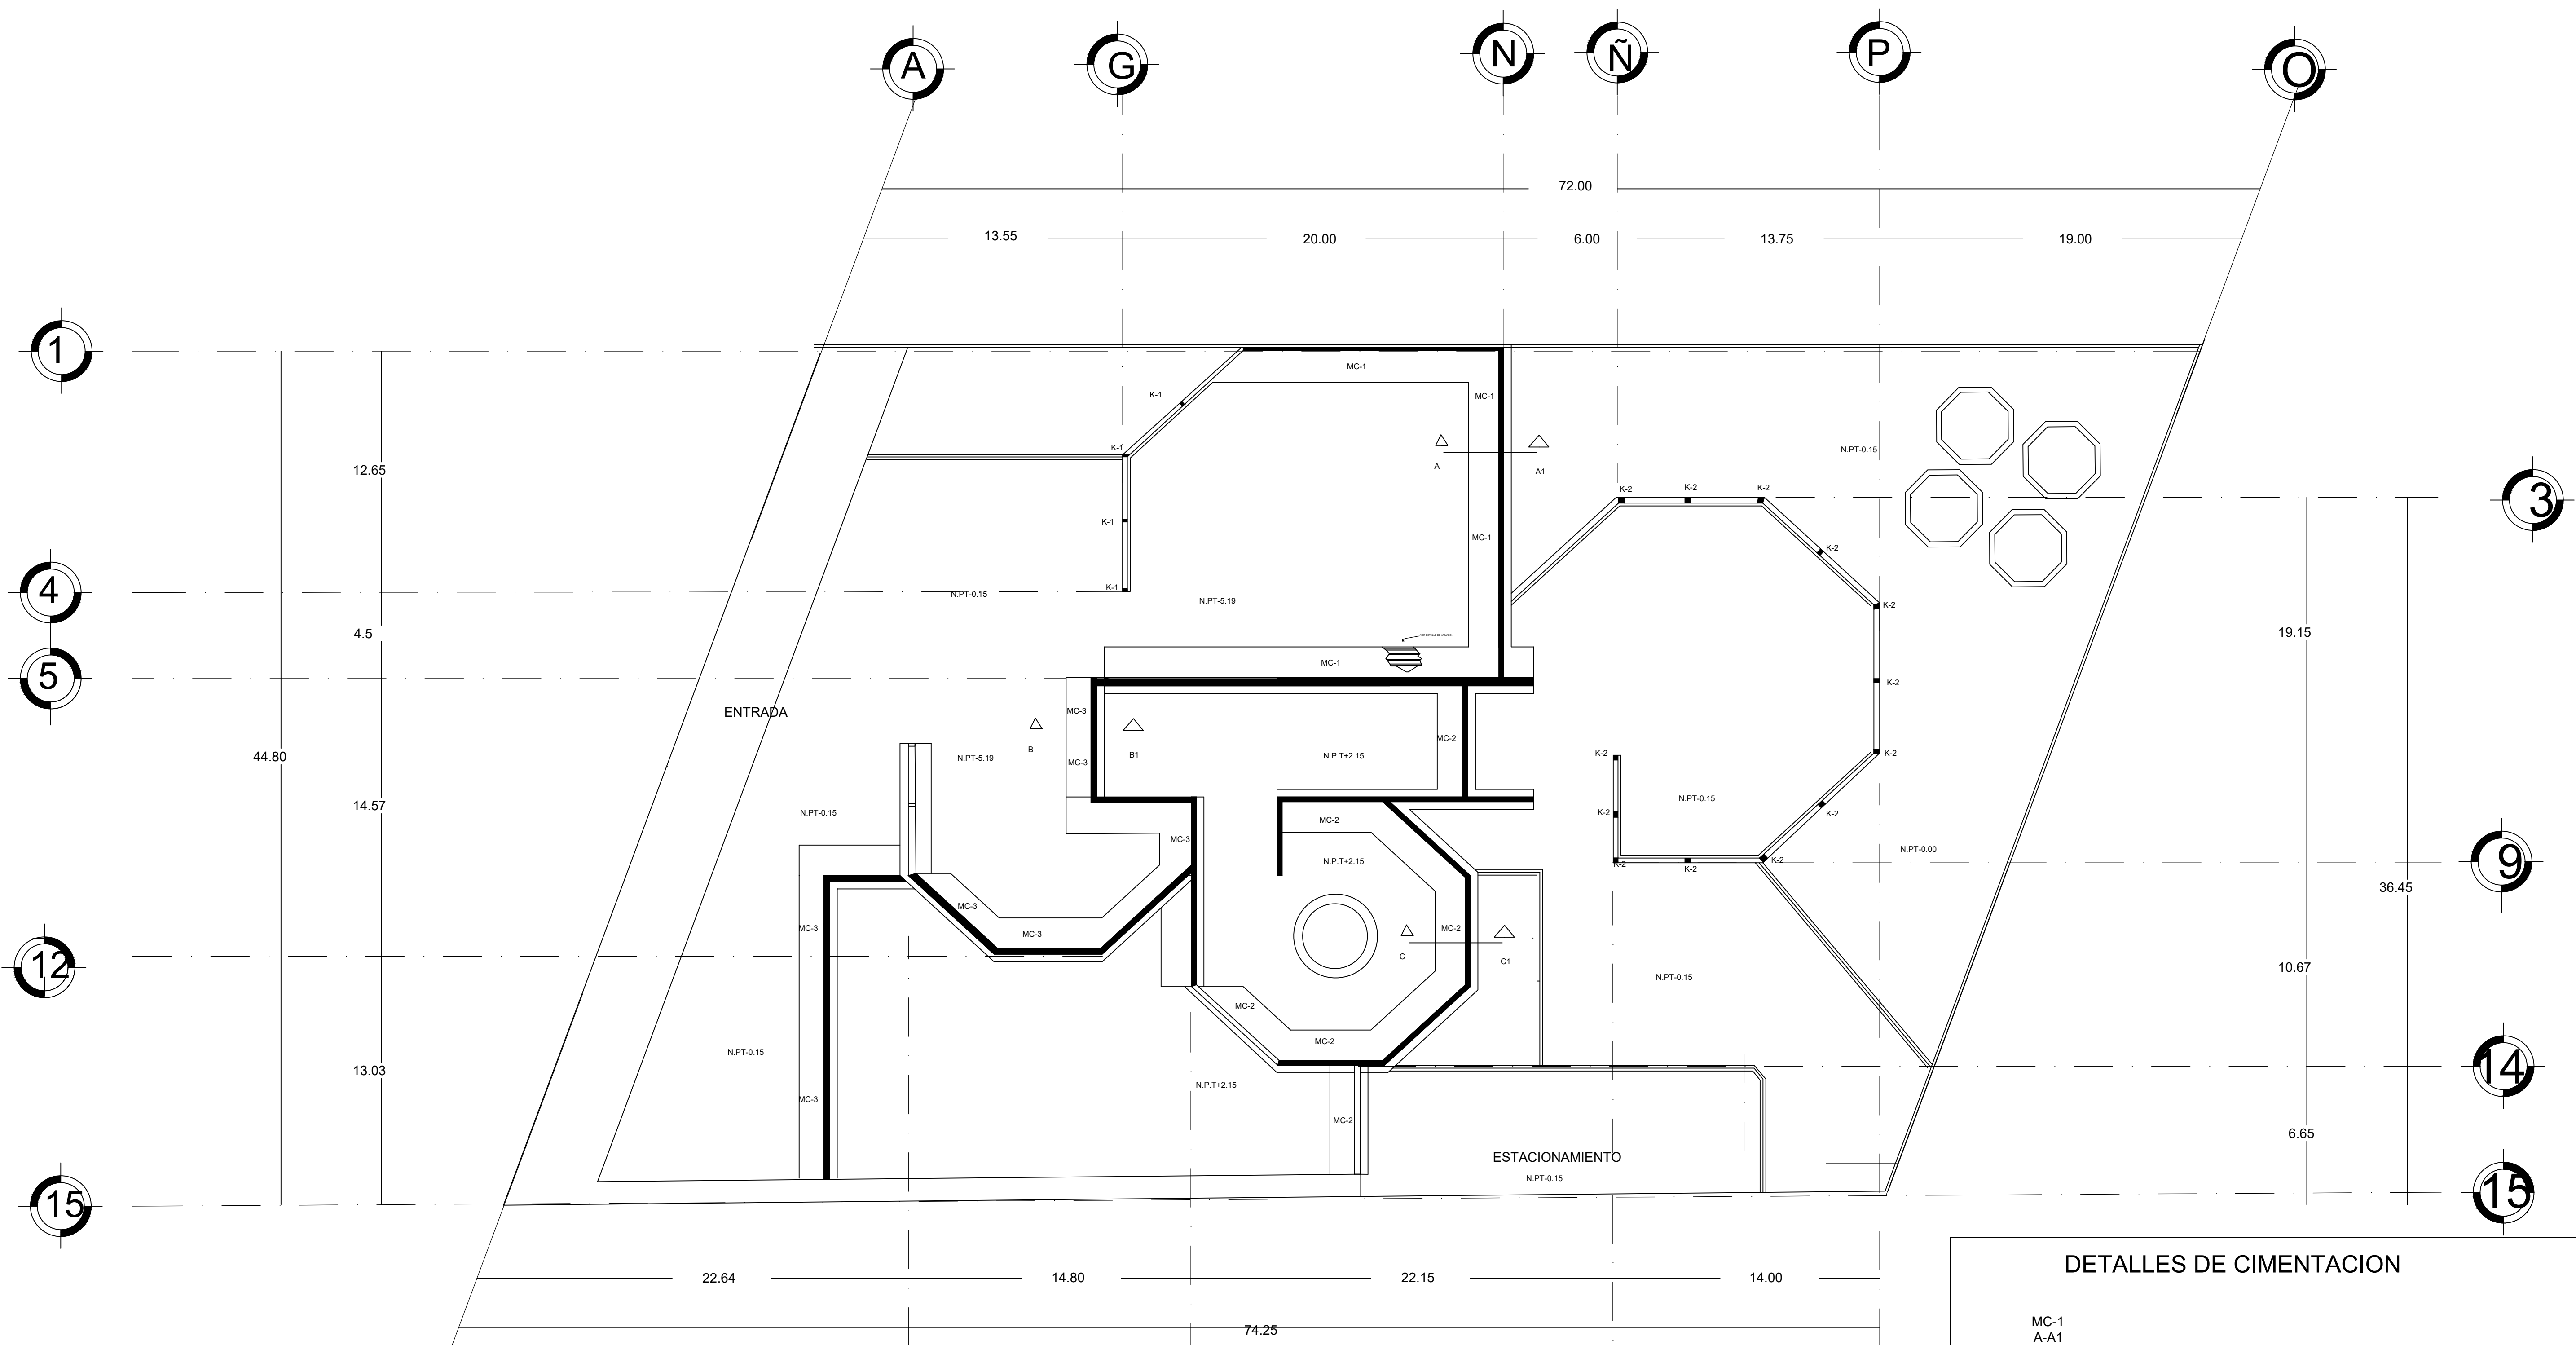 A G N Ñ P O
72.00
13.55 20.00 6.00 13.75 19.00
1
MC-1
K-1 MC-1
K-1 N.PT-0.15
A A1
12.65
K-2 K-2 K-2
3
K-1 MC-1
K-2
4 K-1
N.PT-0.15 N.PT-5.19
K-2
4.5 19.15
MC-1
5 K-2
ENTRADA MC-3
MC-2
B B1 K-2 K-2
44.80 N.PT-5.19 MC-3 N.P.T+2.15
14.57 N.PT-0.15 N.PT-0.15
K-2 K-2
MC-2
MC-3 N.PT-0.00
N.P.T+2.15 K-2 K-2 K-2
9
36.45
MC-3
MC-3 MC-3 MC-2
C C1
12 10.67
N.PT-0.15
MC-2
MC-2
N.PT-0.15
13.03 14
N.P.T+2.15
MC-3
MC-2
6.65
ESTACIONAMIENTO
N.PT-0.15
15 15
22.64 14.80 22.15 14.00
74.25
DETALLES DE CIMENTACION
MC-1
A-A1